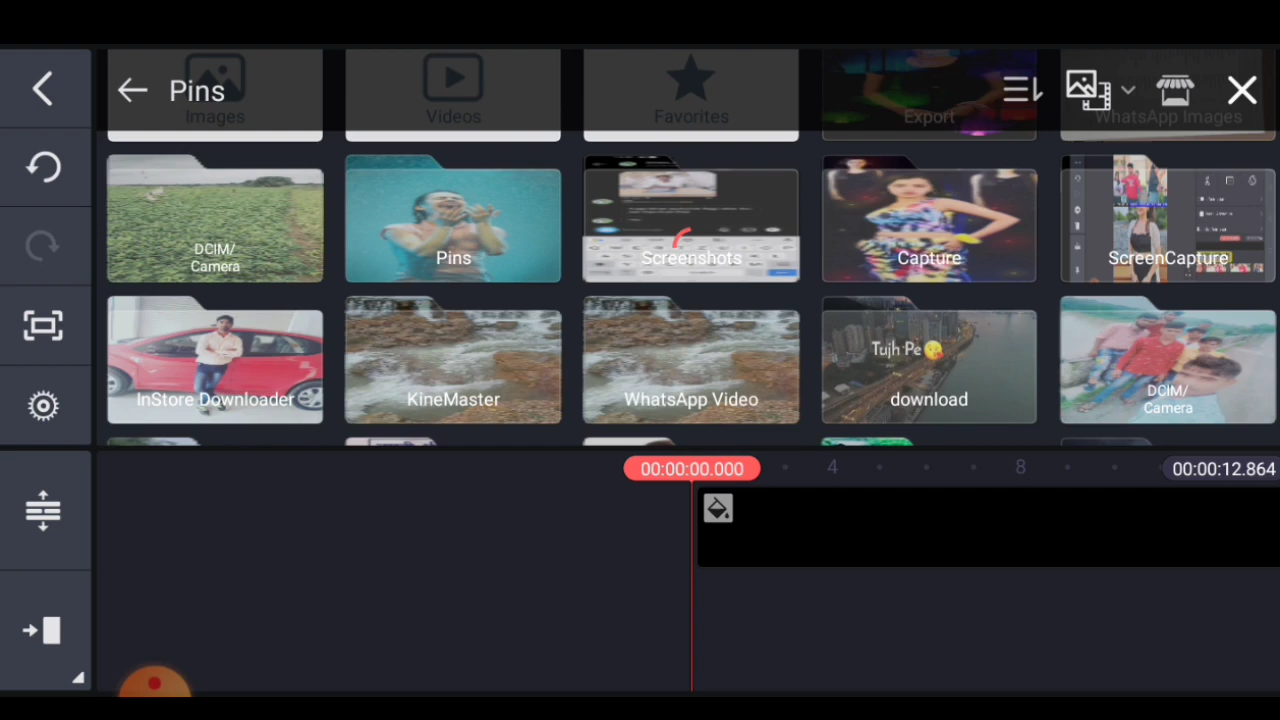 Pins
Images
Videos
Favorites
Export
WhatsApp Images
DCIM/
Camera
Pins
Screenshots
Capture
ScreenCapture
InStore Downloader
KineMaster
WhatsApp Video
Tujh Pe😘
download
DCIM/
Camera
00:00:00.000
4
8
00:00:12.864